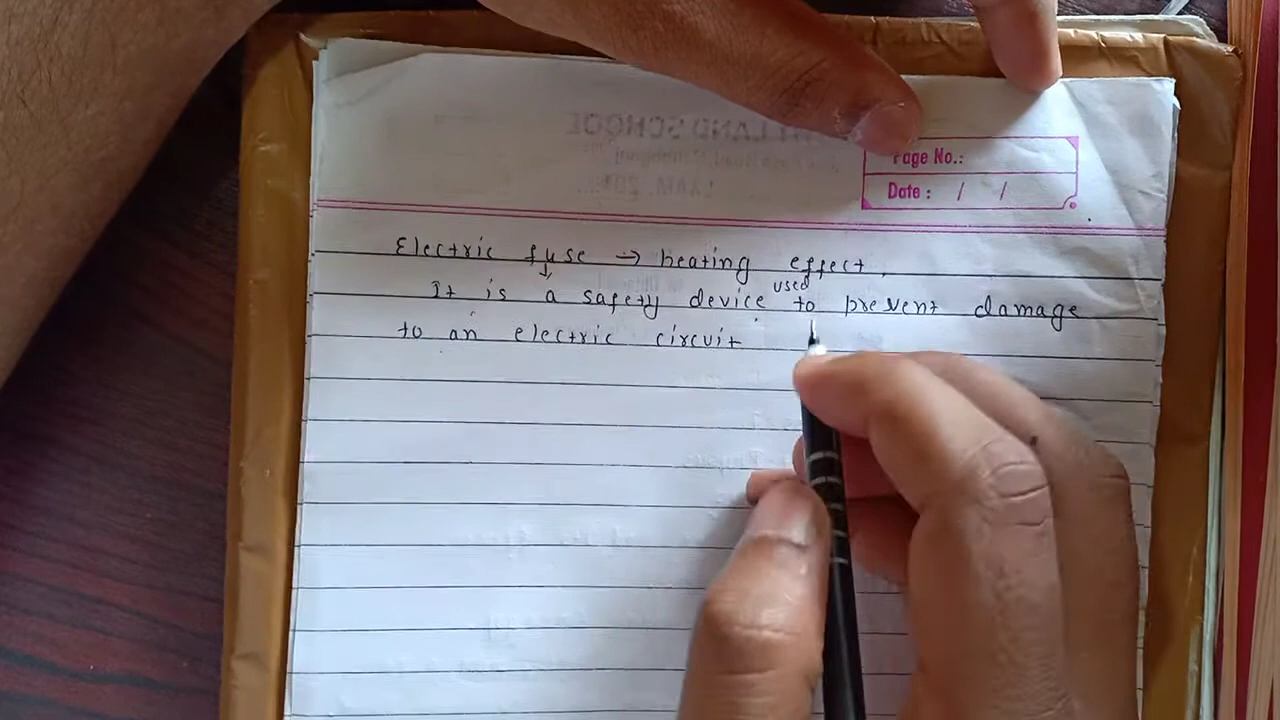 Page No.:
Date : / /
Electric fuse → heating effect.
It is a safety device used to prevent damage
to an electric circuit